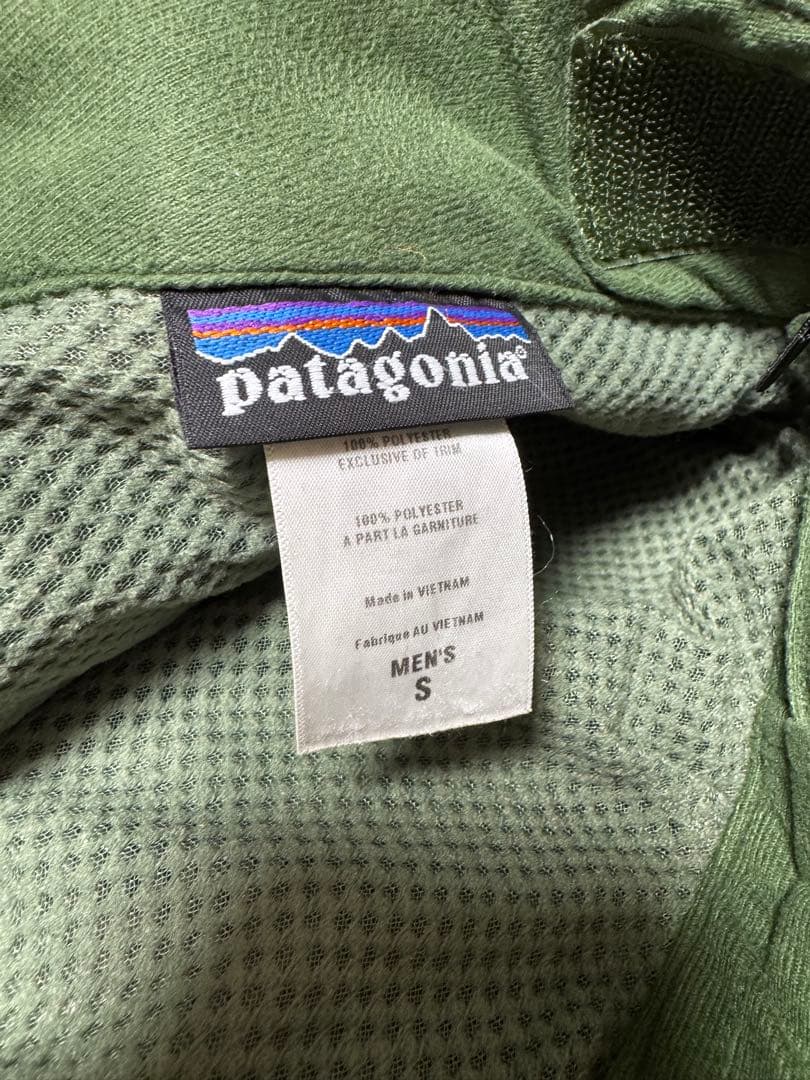 patagonia®
100% POLYESTER
EXCLUSIVE OF TRIM
100% POLYESTER
A PART LA GARNITURE
Made in VIETNAM
Fabrique AU VIETNAM
MEN'S
S